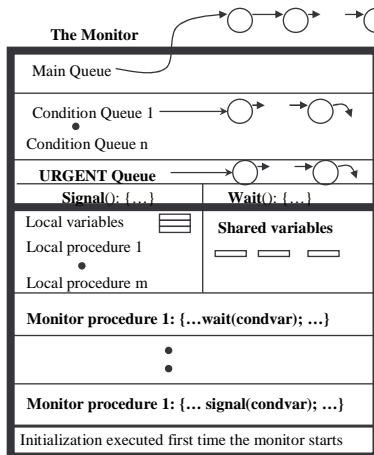 The Monitor
Main Queue
Condition Queue 1
Condition Queue n
URGENT Queue
Signal(): {…} Wait(): {…}
Local variables
Shared variables
Local procedure 1
Local procedure m
Monitor procedure 1: {…wait(condvar); …}
Monitor procedure 1: {… signal(condvar); …}
Initialization executed first time the monitor starts